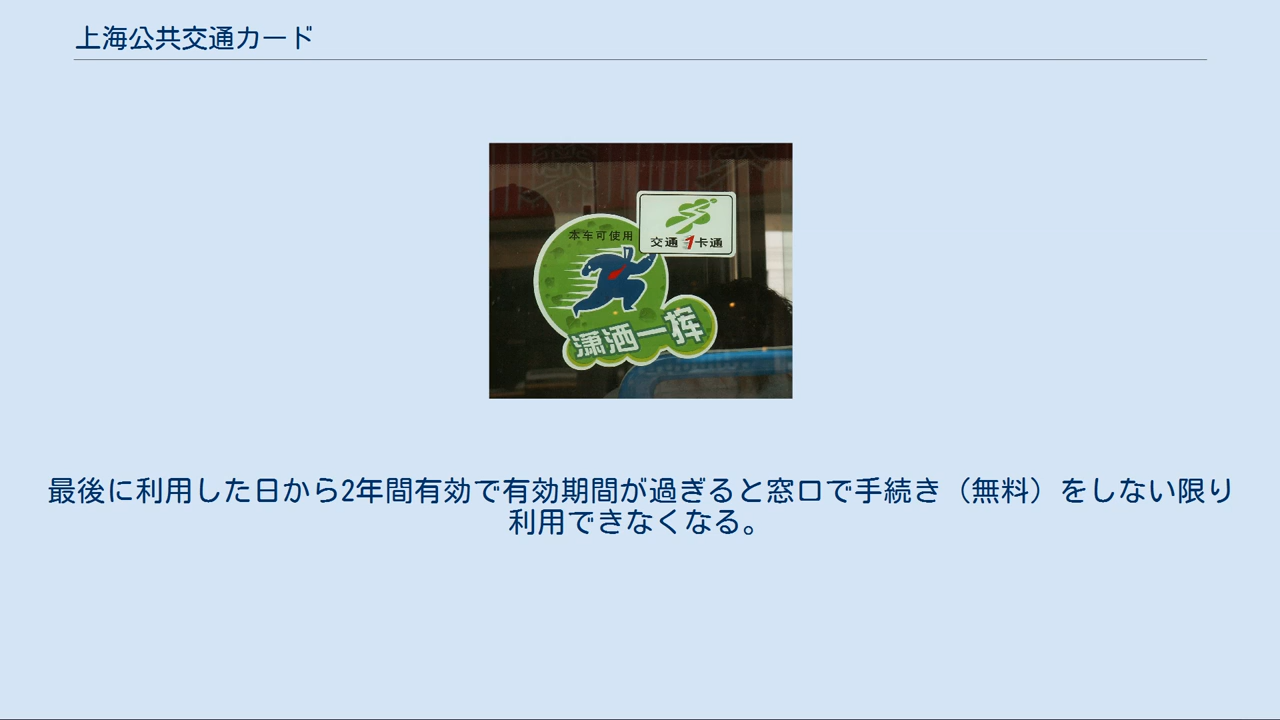 上海公共交通カード
本车可使用
交通1卡通
潇洒一挥
最後に利用した日から2年間有効で有効期間が過ぎると窓口で手続き（無料）をしない限り
利用できなくなる。